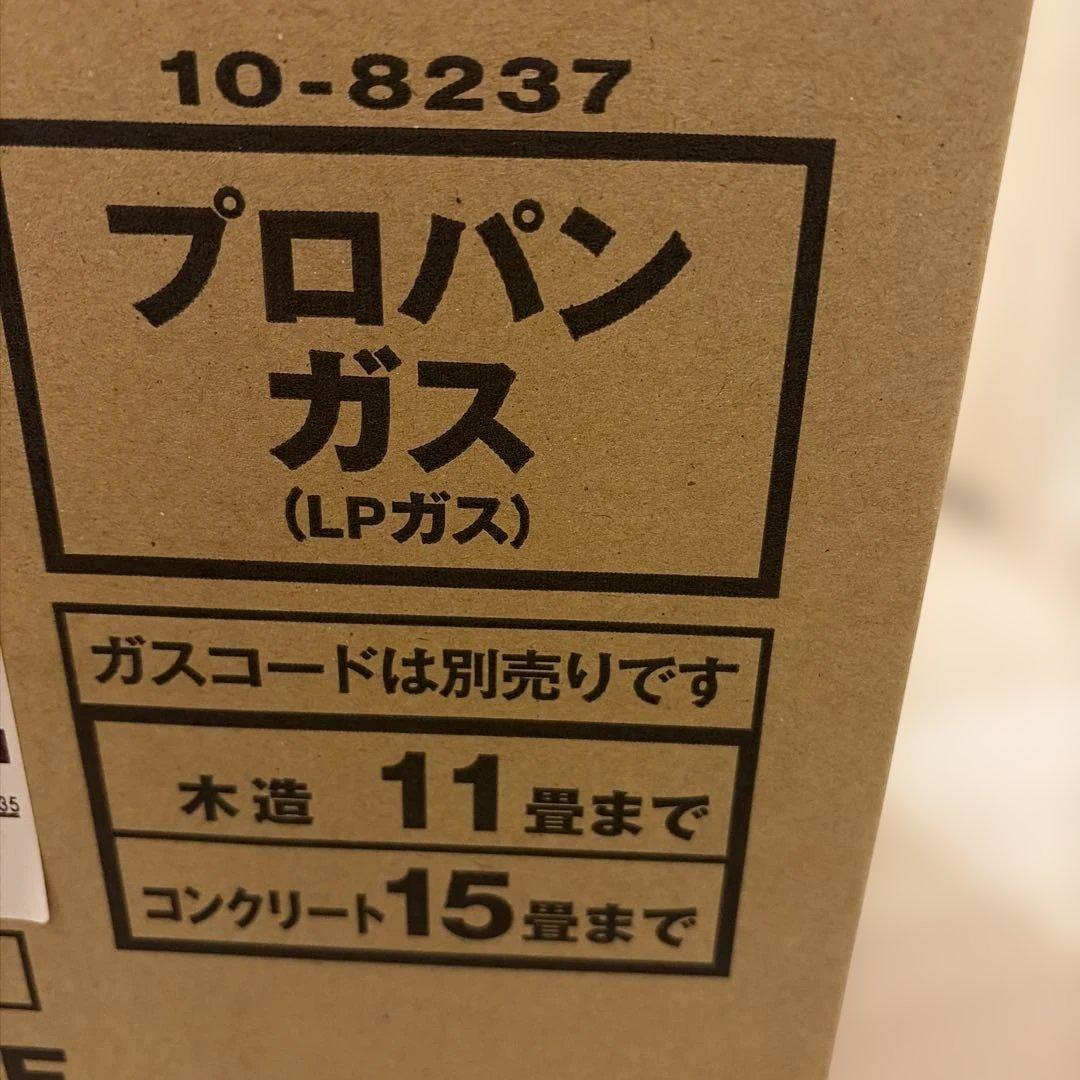 10-8237
プロパン
ガス
(LPガス)
ガスコードは別売りです
木造 11畳まで
コンクリート15畳まで
35